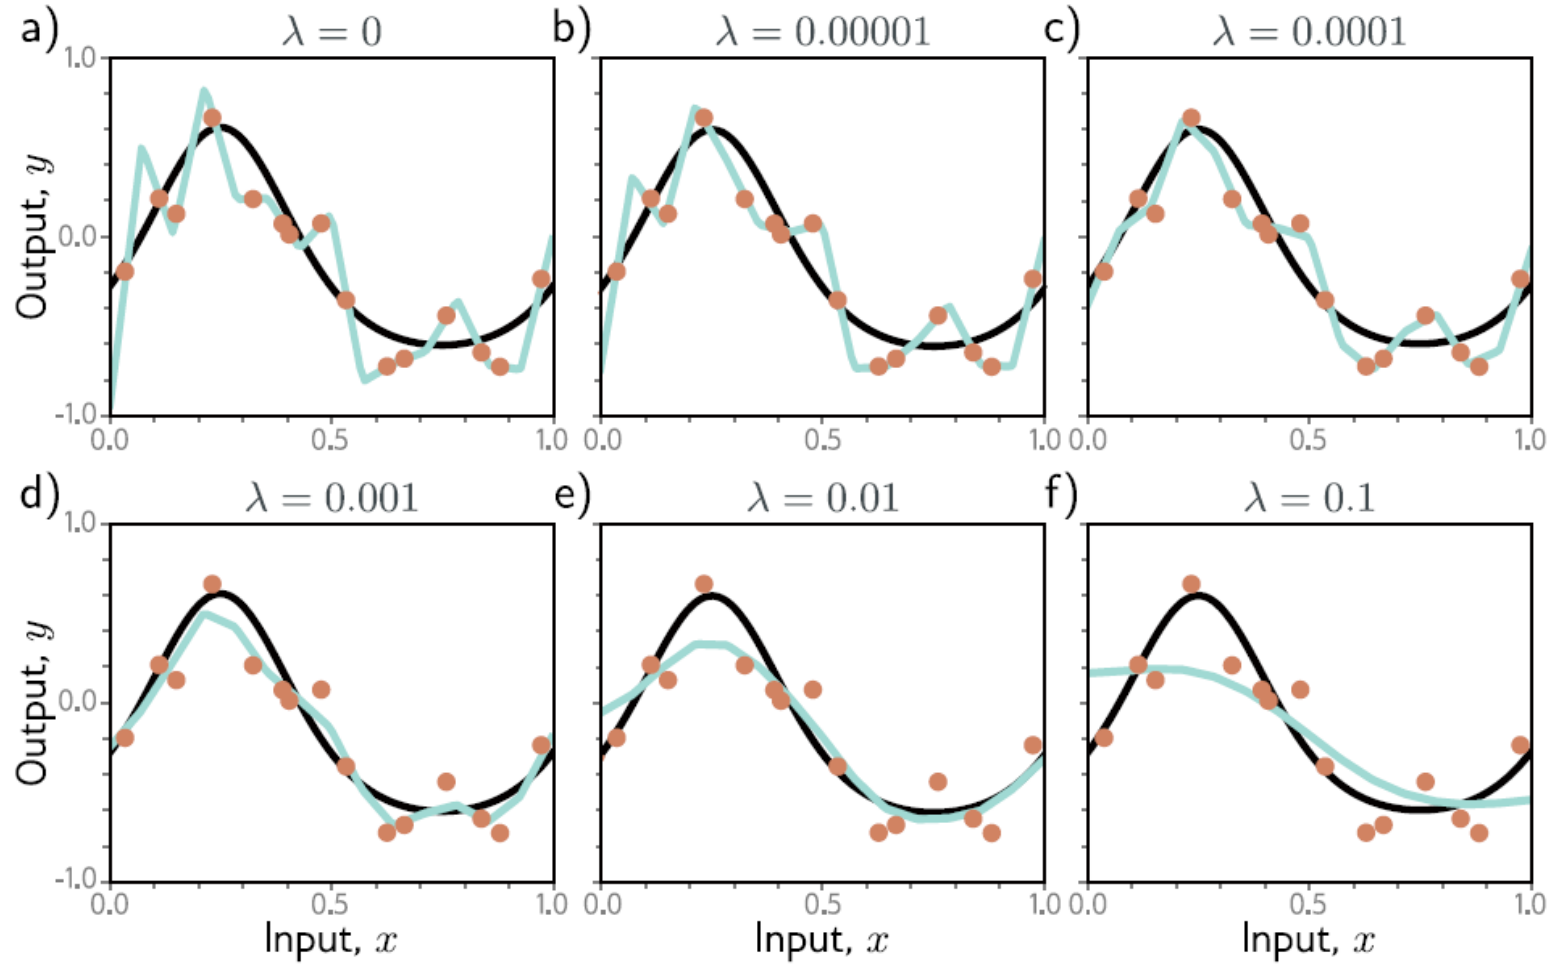 a) λ = 0
b) λ = 0.00001
c) λ = 0.0001
1.0
0.0
-1.0
Output, y
0.0 0.5 1.0
0.0 0.5 1.0
0.0 0.5 1.0
d) λ = 0.001
e) λ = 0.01
f) λ = 0.1
1.0
0.0
-1.0
Output, y
0.0 0.5 1.0
0.0 0.5 1.0
0.0 0.5 1.0
Input, x
Input, x
Input, x